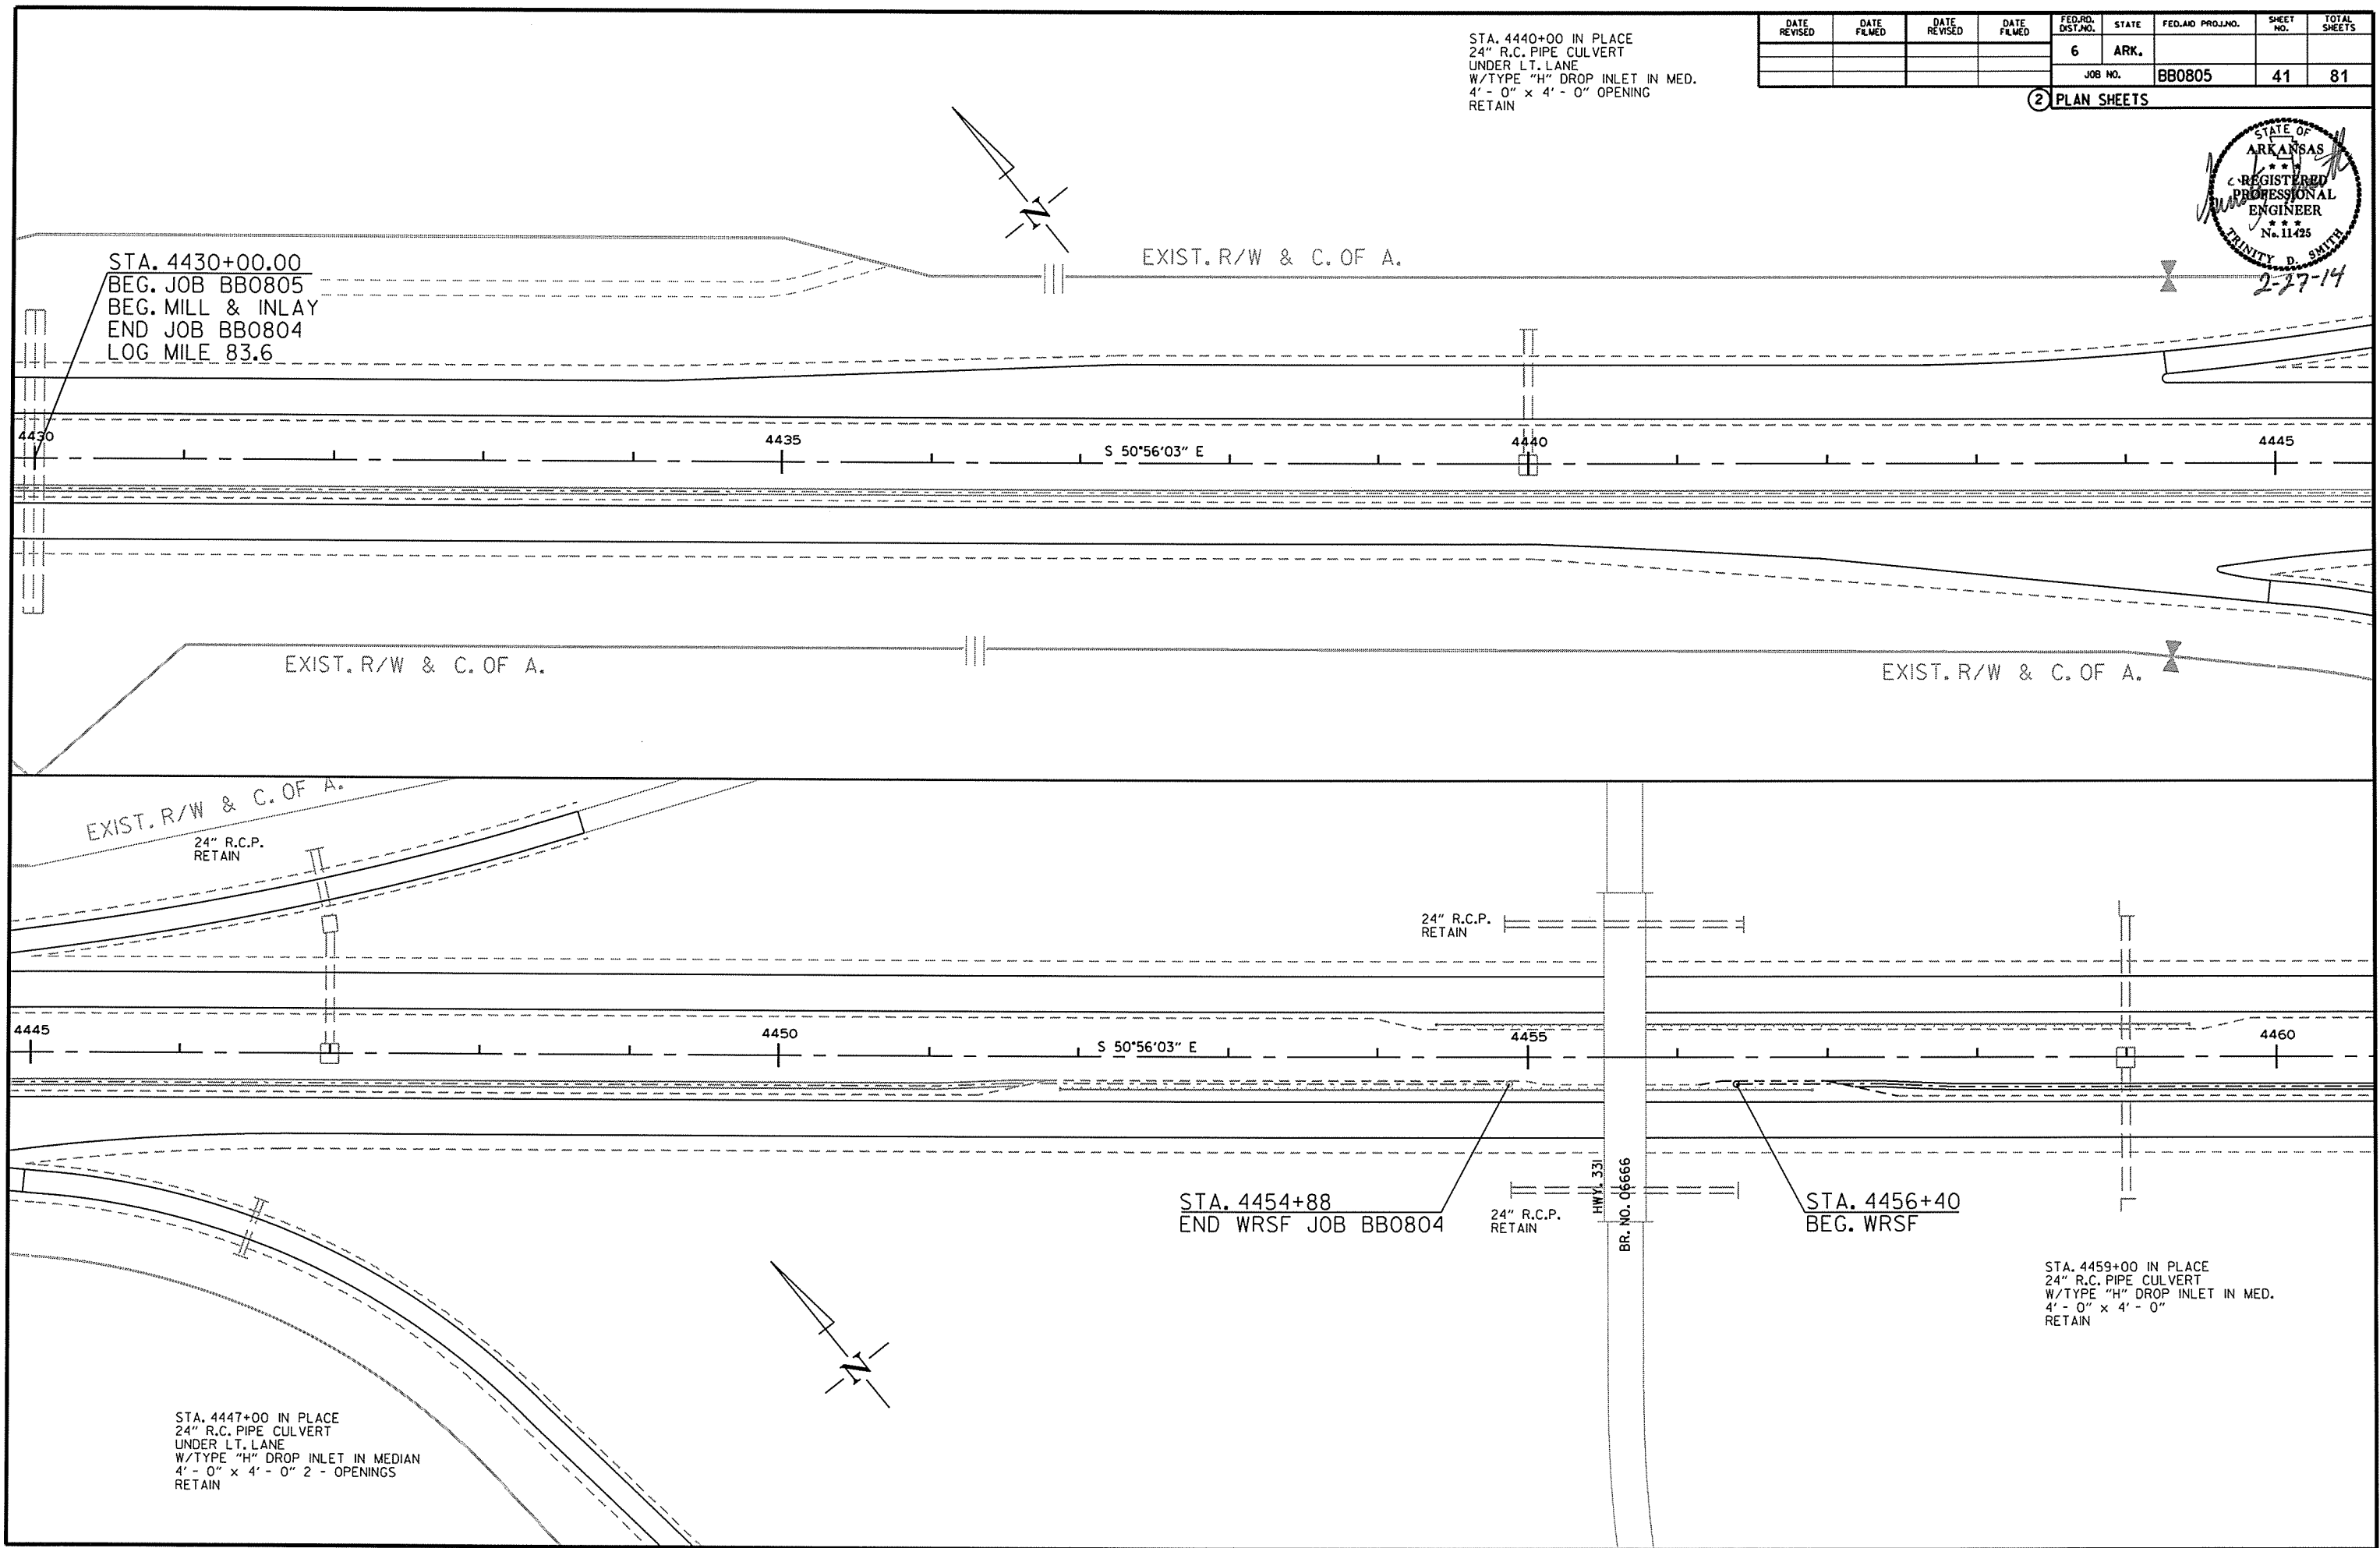 DATE REVISED
DATE FILMED
DATE REVISED
DATE FILMED
FED.RD. DIST.NO.
STATE
FED.AID PROJ.NO.
SHEET NO.
TOTAL SHEETS
6
ARK.
JOB NO.
BB0805
41
81
2 PLAN SHEETS
STA. 4440+00 IN PLACE
24" R.C. PIPE CULVERT
UNDER LT. LANE
W/TYPE "H" DROP INLET IN MED.
4' - 0" x 4' - 0" OPENING
RETAIN
STATE OF
ARKANSAS
★ ★ ★
REGISTERED
PROFESSIONAL
ENGINEER
★ ★ ★
No. 11425
TRINITY D. SMITH
2-27-14
N
EXIST. R/W & C. OF A.
STA. 4430+00.00
BEG. JOB BB0805
BEG. MILL & INLAY
END JOB BB0804
LOG MILE 83.6
4430
4435
S 50°56'03" E
4440
4445
EXIST. R/W & C. OF A.
EXIST. R/W & C. OF A.
EXIST. R/W & C. OF A.
24" R.C.P.
RETAIN
24" R.C.P.
RETAIN
4445
4450
S 50°56'03" E
4455
4460
HWY. 331
BR. NO. 06666
STA. 4454+88
END WRSF JOB BB0804
24" R.C.P.
RETAIN
STA. 4456+40
BEG. WRSF
STA. 4459+00 IN PLACE
24" R.C. PIPE CULVERT
W/TYPE "H" DROP INLET IN MED.
4' - 0" x 4' - 0"
RETAIN
N
STA. 4447+00 IN PLACE
24" R.C. PIPE CULVERT
UNDER LT. LANE
W/TYPE "H" DROP INLET IN MEDIAN
4' - 0" x 4' - 0" 2 - OPENINGS
RETAIN